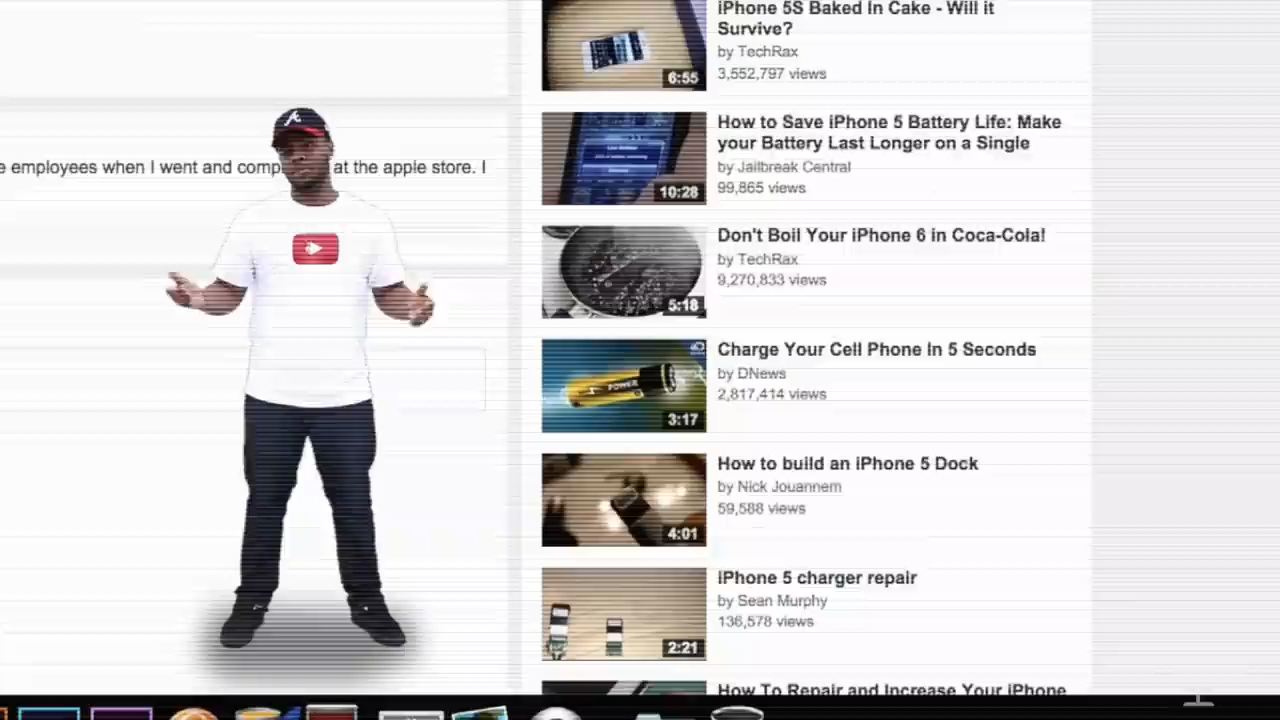 iPhone 5S Baked In Cake - Will it
Survive?
by TechRax
3,552,797 views
6:55
How to Save iPhone 5 Battery Life: Make
your Battery Last Longer on a Single
by Jailbreak Central
99,865 views
10:28
e employees when I went and comp
at the apple store. I
Don't Boil Your iPhone 6 in Coca-Cola!
by TechRax
9,270,833 views
5:18
Charge Your Cell Phone In 5 Seconds
by DNews
2,817,414 views
POWER
3:17
How to build an iPhone 5 Dock
by Nick Jouannem
59,588 views
4:01
iPhone 5 charger repair
by Sean Murphy
136,578 views
2:21
How To Repair and Increase Your iPhone